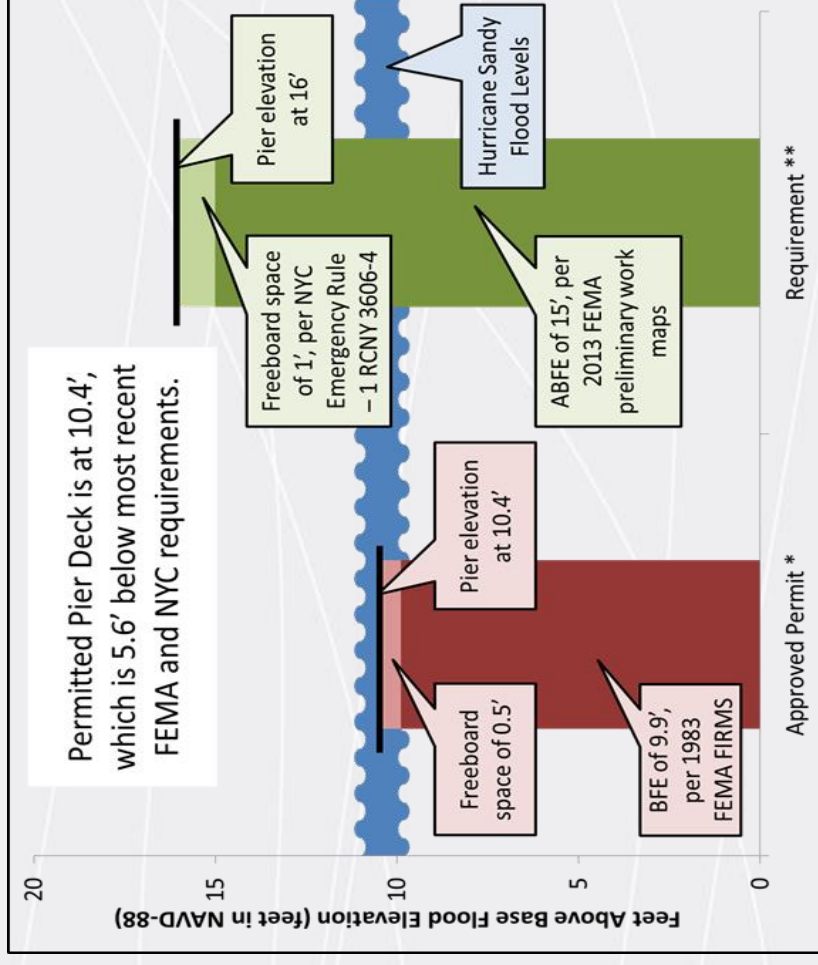 Permitted Pier Deck is at 10.4’,
which is 5.6’ below most recent
FEMA and NYC requirements.
Feet Above Base Flood Elevation (feet in NAVD-88)
20
15
10
5
0
Freeboard
space of 0.5’
Pier elevation
at 10.4’
BFE of 9.9’,
per 1983
FEMA FIRMS
Approved Permit *
Freeboard space
of 1’, per NYC
Emergency Rule
– 1 RCNY 3606-4
Pier elevation
at 16’
ABFE of 15’, per
2013 FEMA
preliminary work
maps
Hurricane Sandy
Flood Levels
Requirement **